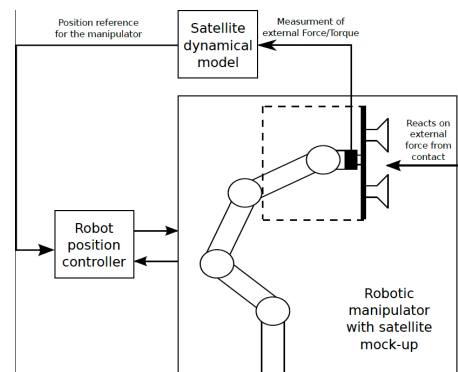 Position reference
for the manipulator
Satellite
dynamical
model
Measurment of
external Force/Torque
Reacts on
external
force from
contact
Robot
position
controller
Robotic
manipulator
with satellite
mock-up